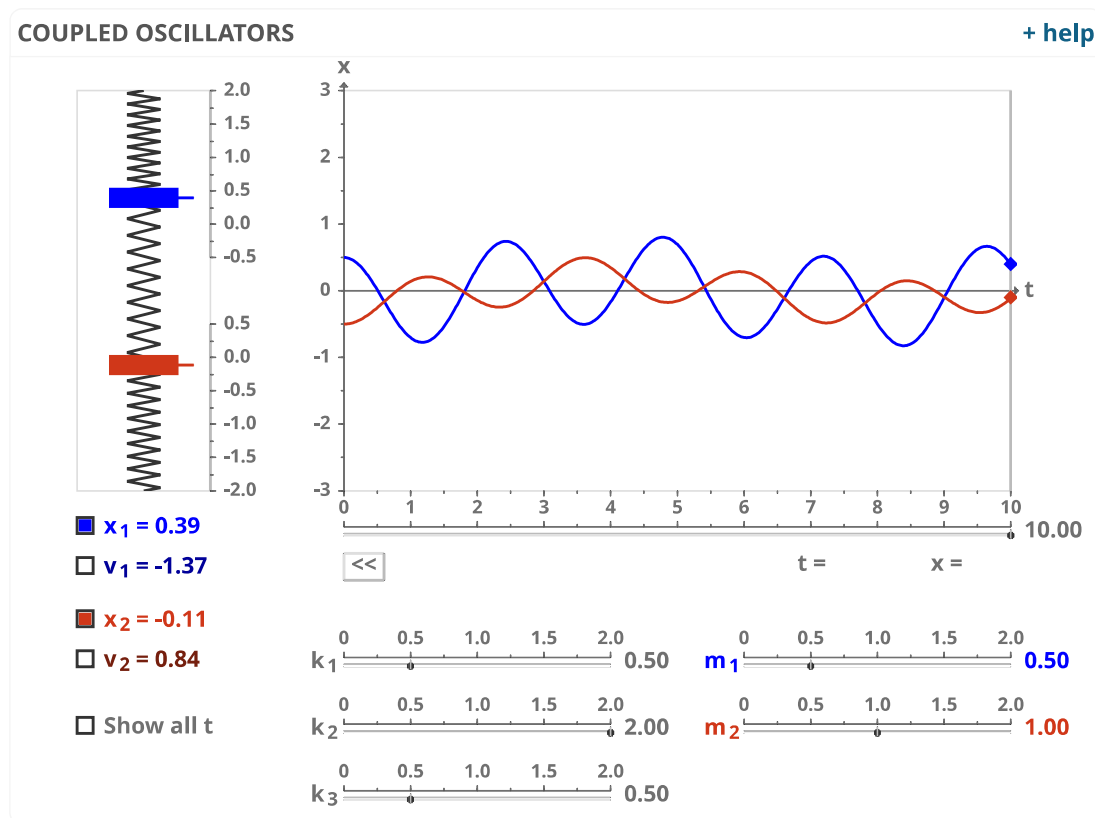 COUPLED OSCILLATORS
+ help
x
2.0
1.5
1.0
0.5
0.0
-0.5
0.5
0.0
-0.5
-1.0
-1.5
-2.0
3
2
1
0
-1
-2
-3
t
0 1 2 3 4 5 6 7 8 9 10
10.00
x1 = 0.39
v1 = -1.37
<<
t =
x =
x2 = -0.11
v2 = 0.84
Show all t
0 0.5 1.0 1.5 2.0
k1 0.50
0 0.5 1.0 1.5 2.0
m1 0.50
0 0.5 1.0 1.5 2.0
k2 2.00
0 0.5 1.0 1.5 2.0
m2 1.00
0 0.5 1.0 1.5 2.0
k3 0.50